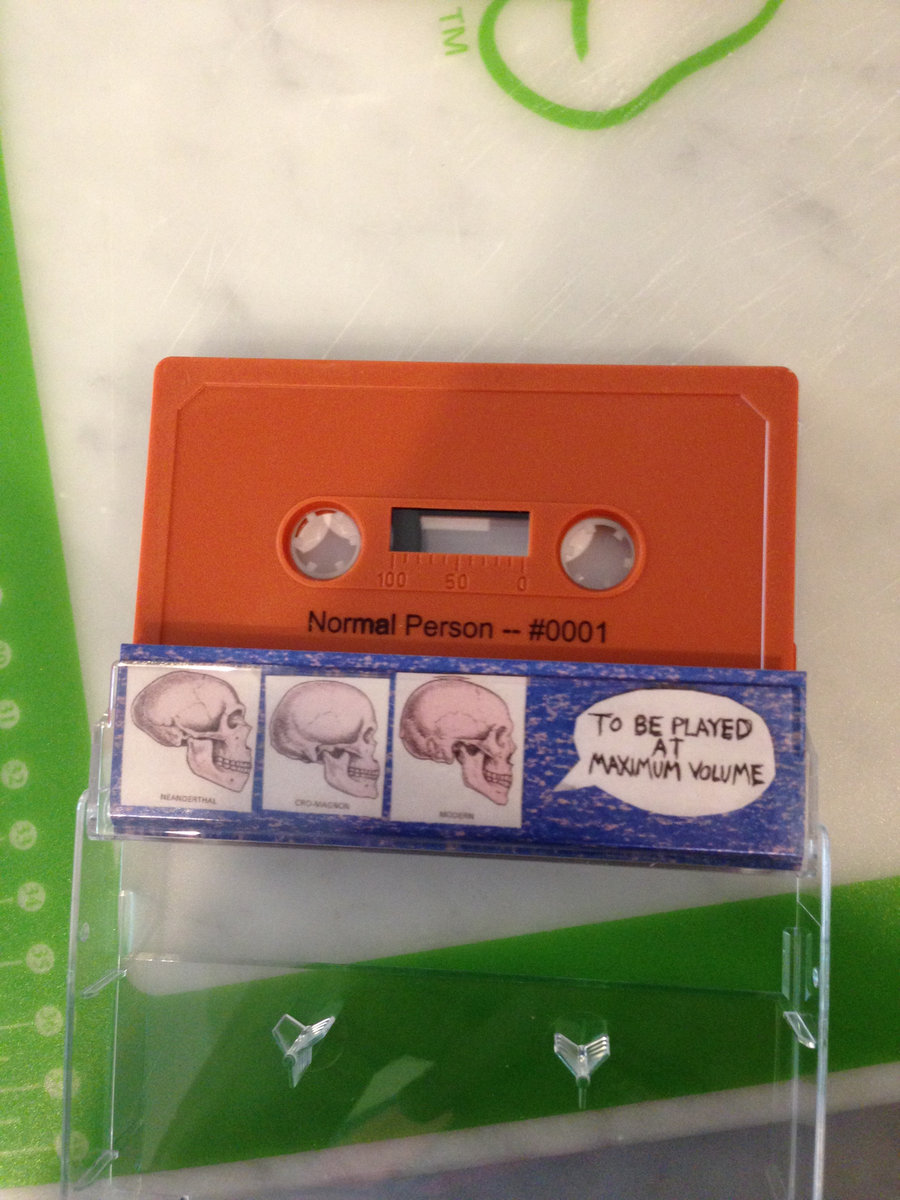 TM
100 50 0
Normal Person -- #0001
NEANDERTHAL
CRO-MAGNON
MODERN
TO BE PLAYED
AT
MAXIMUM VOLUME